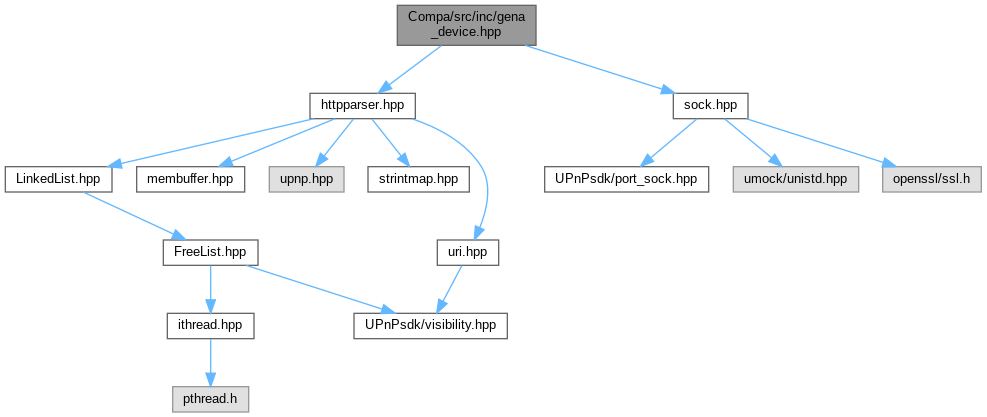 Compa/src/inc/gena
_device.hpp
httpparser.hpp
sock.hpp
LinkedList.hpp
membuffer.hpp
upnp.hpp
strintmap.hpp
UPnPsdk/port_sock.hpp
umock/unistd.hpp
openssl/ssl.h
FreeList.hpp
uri.hpp
ithread.hpp
UPnPsdk/visibility.hpp
pthread.h